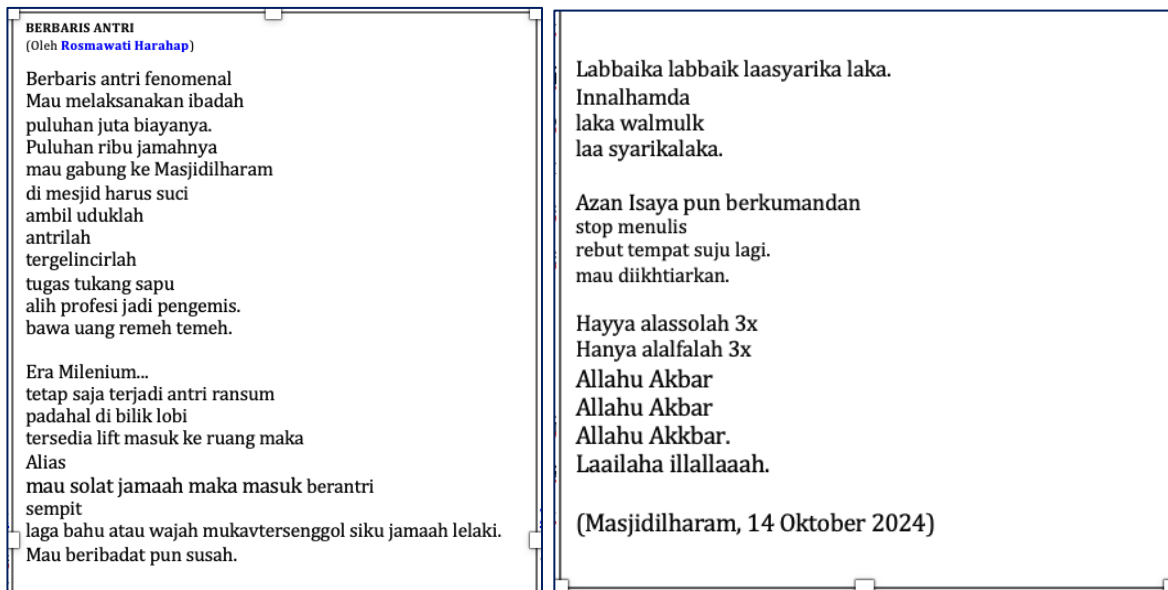 BERBARIS ANTRI
(Oleh Rosmawati Harahap)
Berbaris antri fenomenal
Mau melaksanakan ibadah
puluhan juta biayanya.
Puluhan ribu jamahnya
mau gabung ke Masjidilharam
di mesjid harus suci
ambil uduklah
antrilah
tergelincirlah
tugas tukang sapu
alih profesi jadi pengemis.
bawa uang remeh temeh.
Era Milenium...
tetap saja terjadi antri ransum
padahal di bilik lobi
tersedia lift masuk ke ruang maka
Alias
mau solat jamaah maka masuk berantri
sempit
laga bahu atau wajah mukavtersenggol siku jamaah lelaki.
Mau beribadat pun susah.
Labbaika labbaik laasyarika laka.
Innalhamda
laka walmulk
laa syarikalaka.
Azan Isaya pun berkumandan
stop menulis
rebut tempat suju lagi.
mau diikhtiarkan.
Hayya alassolah 3x
Hanya alalfalah 3x
Allahu Akbar
Allahu Akbar
Allahu Akkbar.
Laailaha illallaaah.
(Masjidilharam, 14 Oktober 2024)